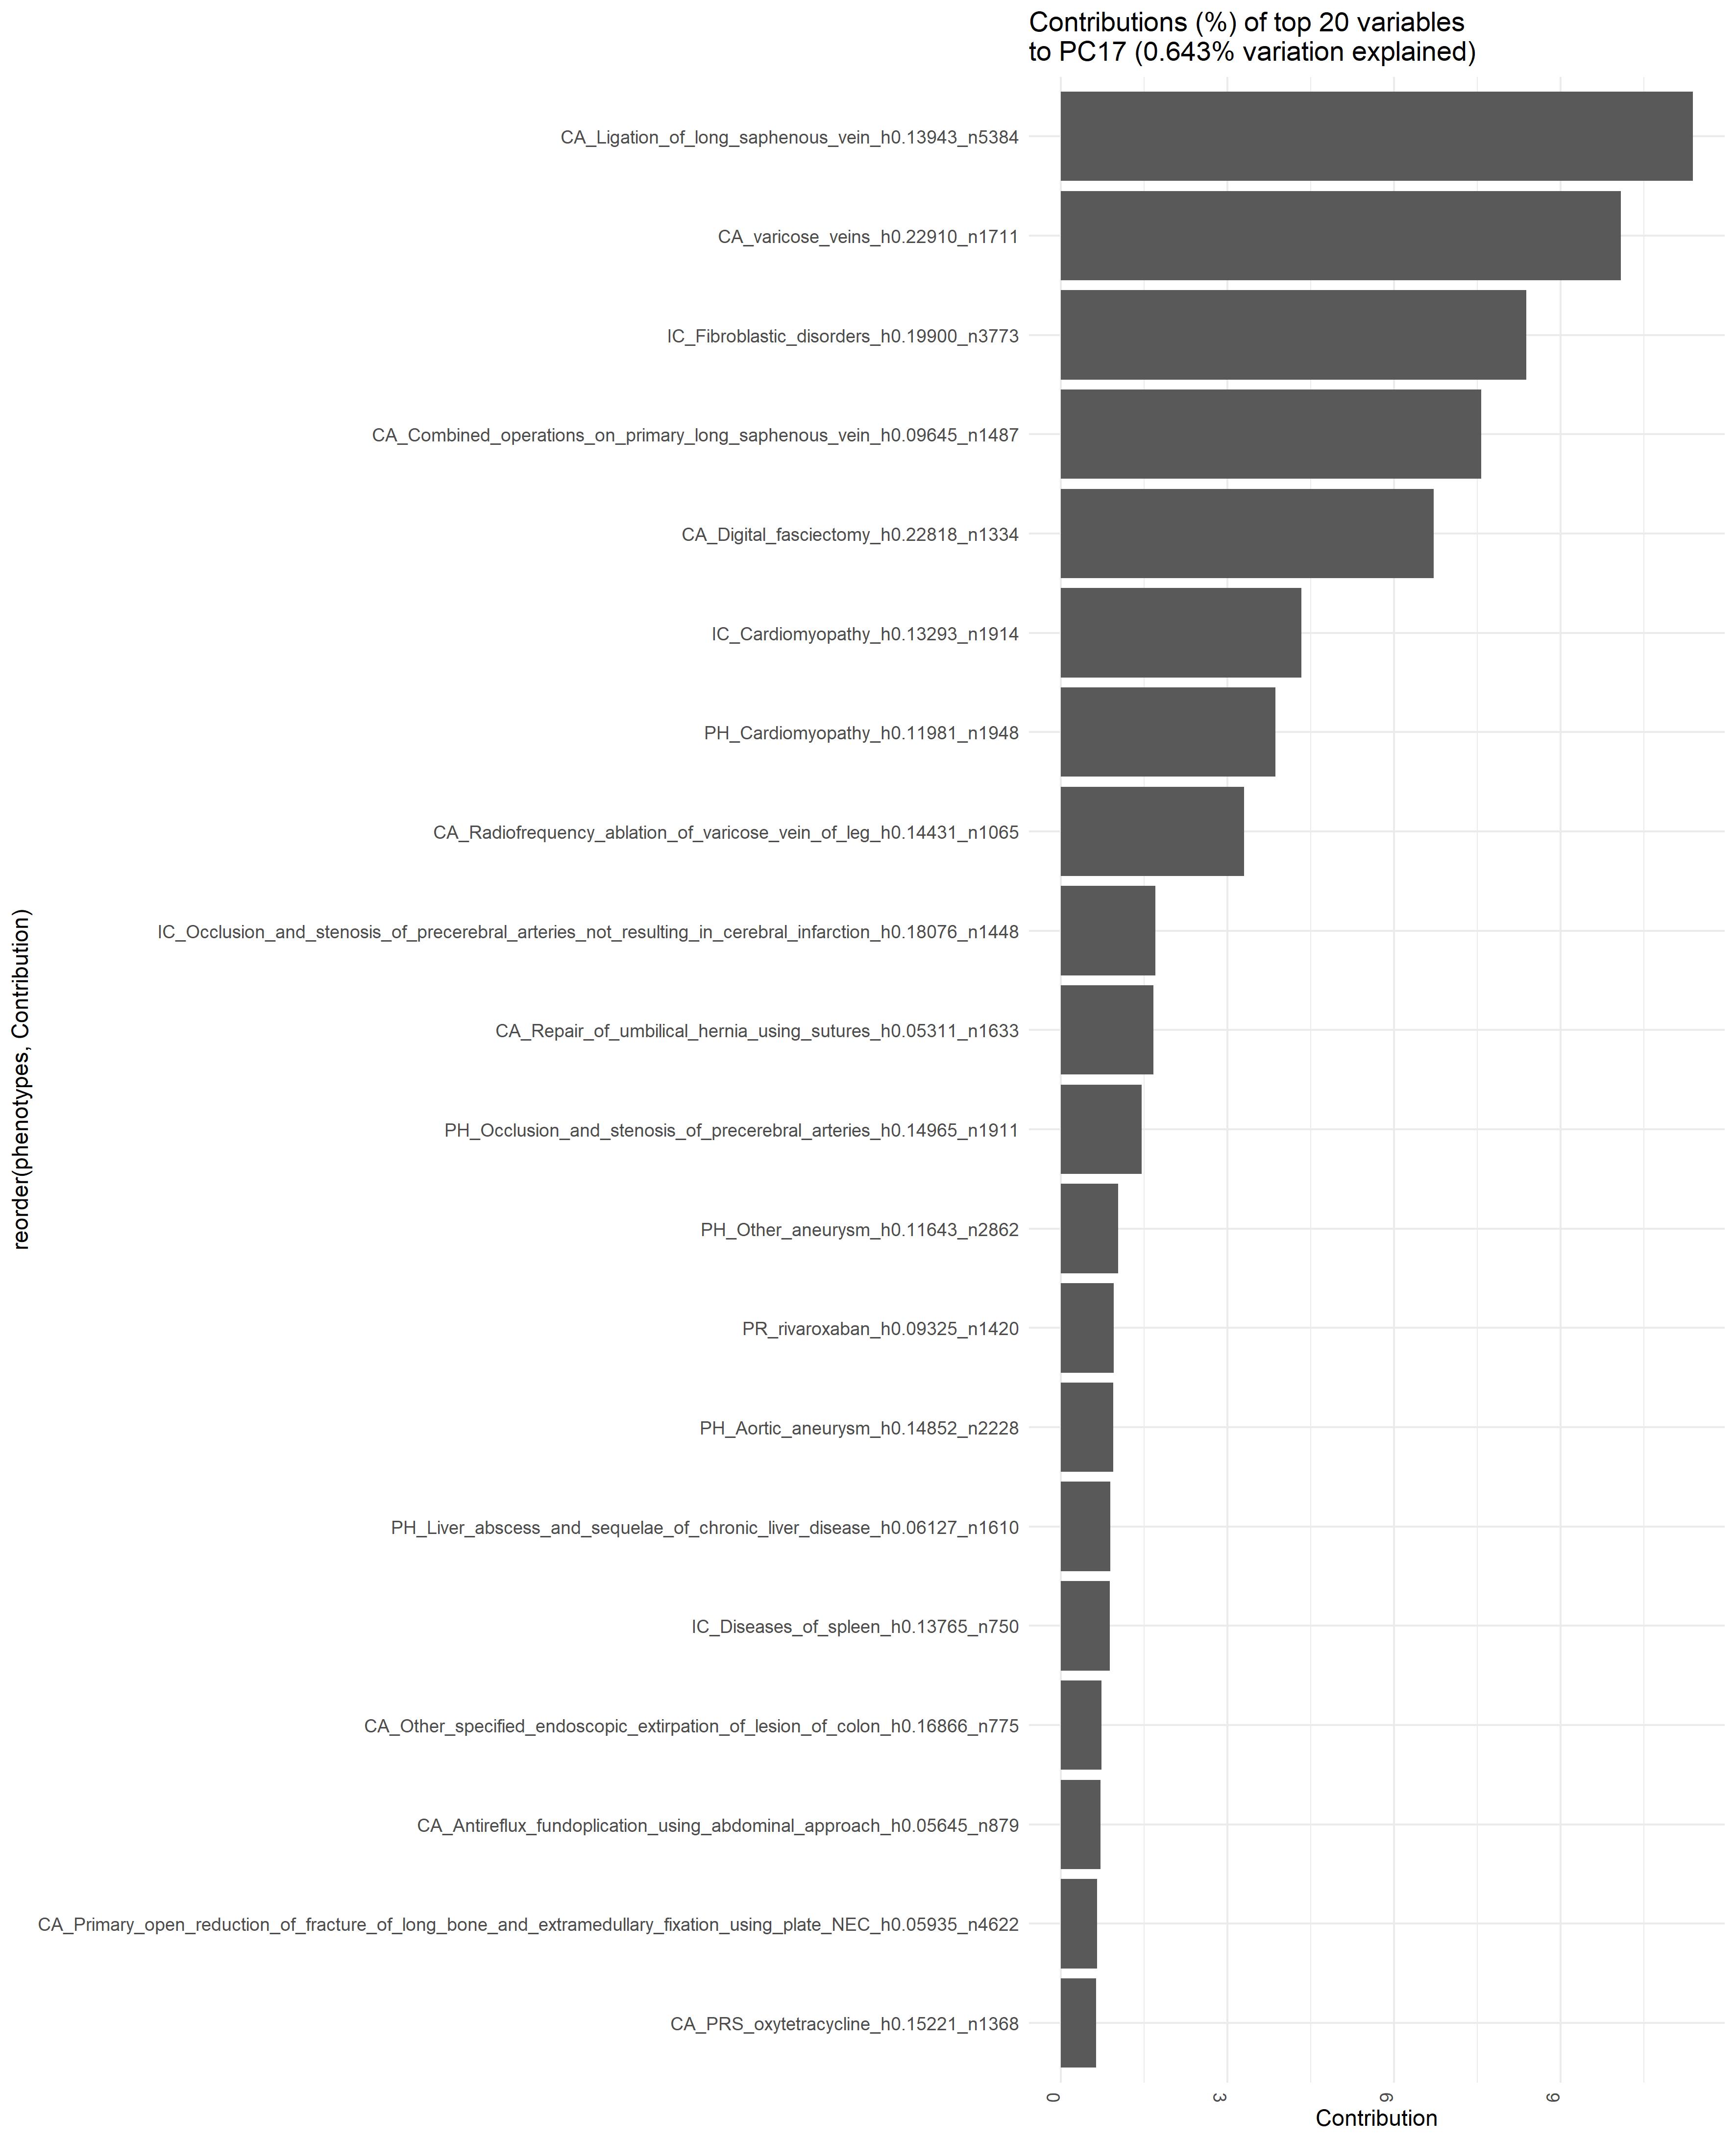 Contributions (%) of top 20 variables
to PC17 (0.643% variation explained)
CA_Ligation_of_long_saphenous_vein_h0.13943_n5384
CA_varicose_veins_h0.22910_n1711
IC_Fibroblastic_disorders_h0.19900_n3773
CA_Combined_operations_on_primary_long_saphenous_vein_h0.09645_n1487
CA_Digital_fasciectomy_h0.22818_n1334
IC_Cardiomyopathy_h0.13293_n1914
PH_Cardiomyopathy_h0.11981_n1948
CA_Radiofrequency_ablation_of_varicose_vein_of_leg_h0.14431_n1065
IC_Occlusion_and_stenosis_of_precerebral_arteries_not_resulting_in_cerebral_infarction_h0.18076_n1448
CA_Repair_of_umbilical_hernia_using_sutures_h0.05311_n1633
PH_Occlusion_and_stenosis_of_precerebral_arteries_h0.14965_n1911
PH_Other_aneurysm_h0.11643_n2862
PR_rivaroxaban_h0.09325_n1420
PH_Aortic_aneurysm_h0.14852_n2228
PH_Liver_abscess_and_sequelae_of_chronic_liver_disease_h0.06127_n1610
IC_Diseases_of_spleen_h0.13765_n750
CA_Other_specified_endoscopic_extirpation_of_lesion_of_colon_h0.16866_n775
CA_Antireflux_fundoplication_using_abdominal_approach_h0.05645_n879
CA_Primary_open_reduction_of_fracture_of_long_bone_and_extramedullary_fixation_using_plate_NEC_h0.05935_n4622
CA_PRS_oxytetracycline_h0.15221_n1368
reorder(phenotypes, Contribution)
0
3
6
9
Contribution